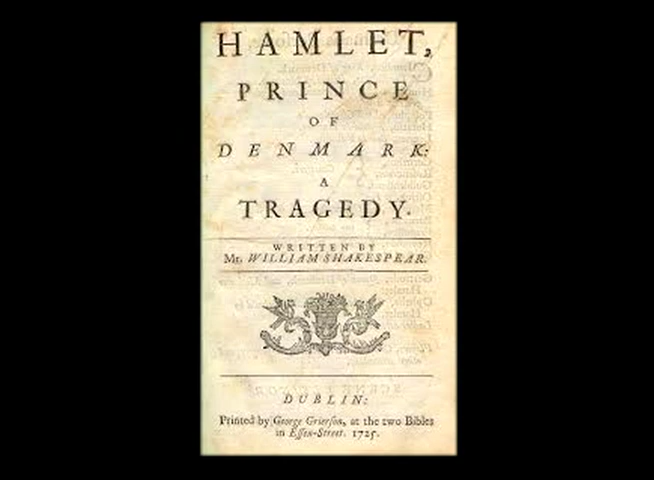 HAMLET,
PRINCE
OF
DENMARK:
A
TRAGEDY.
WRITTEN BY
Mr. WILLIAM SHAKESPEAR.
DUBLIN:
Printed by George Grierson, at the two Bibles
in Essex-Street. 1725.